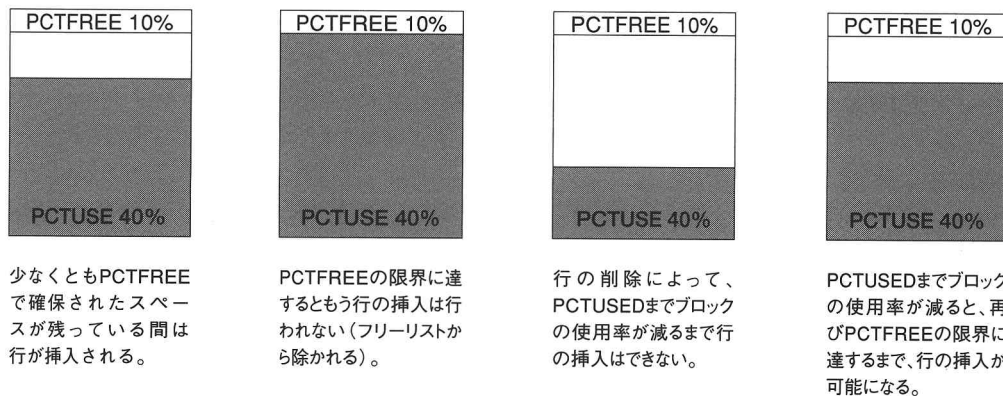 PCTFREE 10%
PCTUSE 40%
少なくともPCTFREE
で確保されたスペー
スが残っている間は
行が挿入される。
PCTFREE 10%
PCTUSE 40%
PCTFREEの限界に達
するともう行の挿入は行
われない（フリーリストか
ら除かれる）。
PCTFREE 10%
PCTUSE 40%
行の削除によって、
PCTUSEDまでブロック
の使用率が減るまで行
の挿入はできない。
PCTFREE 10%
PCTUSE 40%
PCTUSEDまでブロック
の使用率が減ると、再
びPCTFREEの限界に
達するまで、行の挿入が
可能になる。